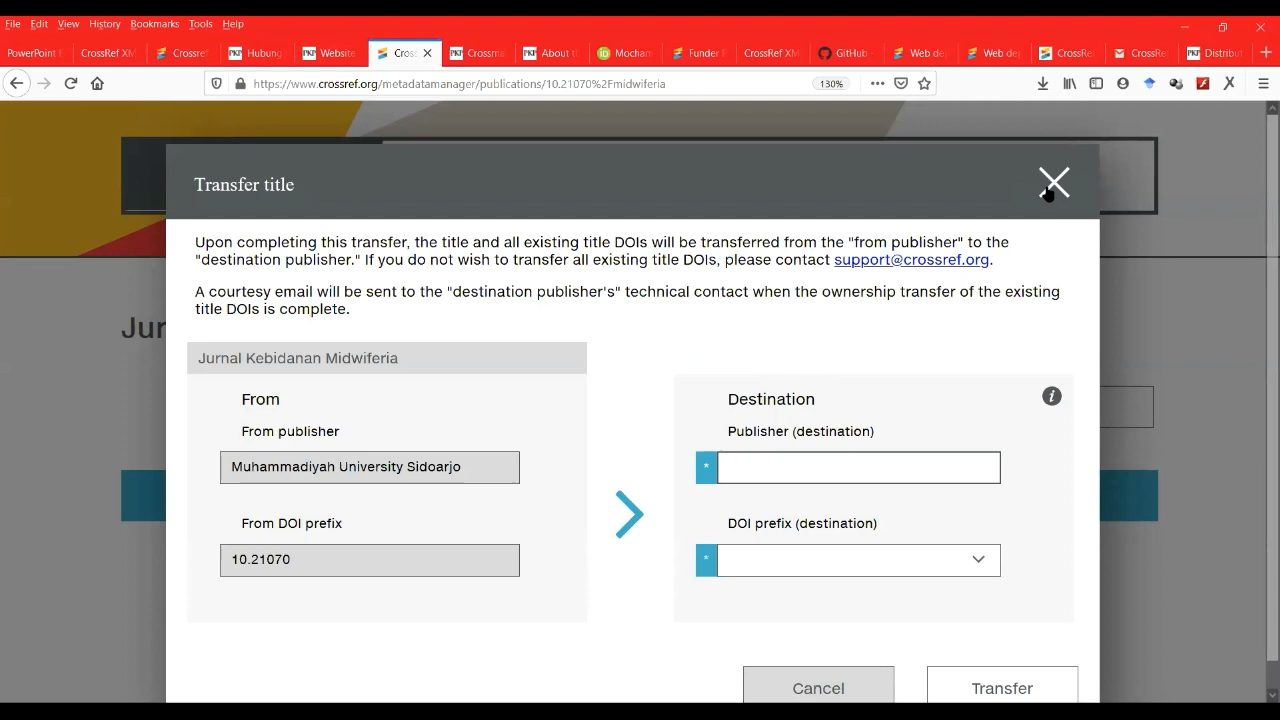 File Edit View History Bookmarks Tools Help
PowerPoint CrossRef XM Crossref Hubung Website Cros Crossma About th Mocham Funder CrossRef XM GitHub Web de Web de CrossRe CrossRe Distribut
https://www.crossref.org/metadatamanager/publications/10.21070%2Fmidwiferia 130%
Transfer title
Upon completing this transfer, the title and all existing title DOIs will be transferred from the "from publisher" to the
"destination publisher." If you do not wish to transfer all existing title DOIs, please contact support@crossref.org.
A courtesy email will be sent to the "destination publisher's" technical contact when the ownership transfer of the existing
title DOIs is complete.
Jur
Jurnal Kebidanan Midwiferia
From
From publisher
Muhammadiyah University Sidoarjo
From DOI prefix
10.21070
Destination
Publisher (destination)
*
DOI prefix (destination)
*
Cancel Transfer